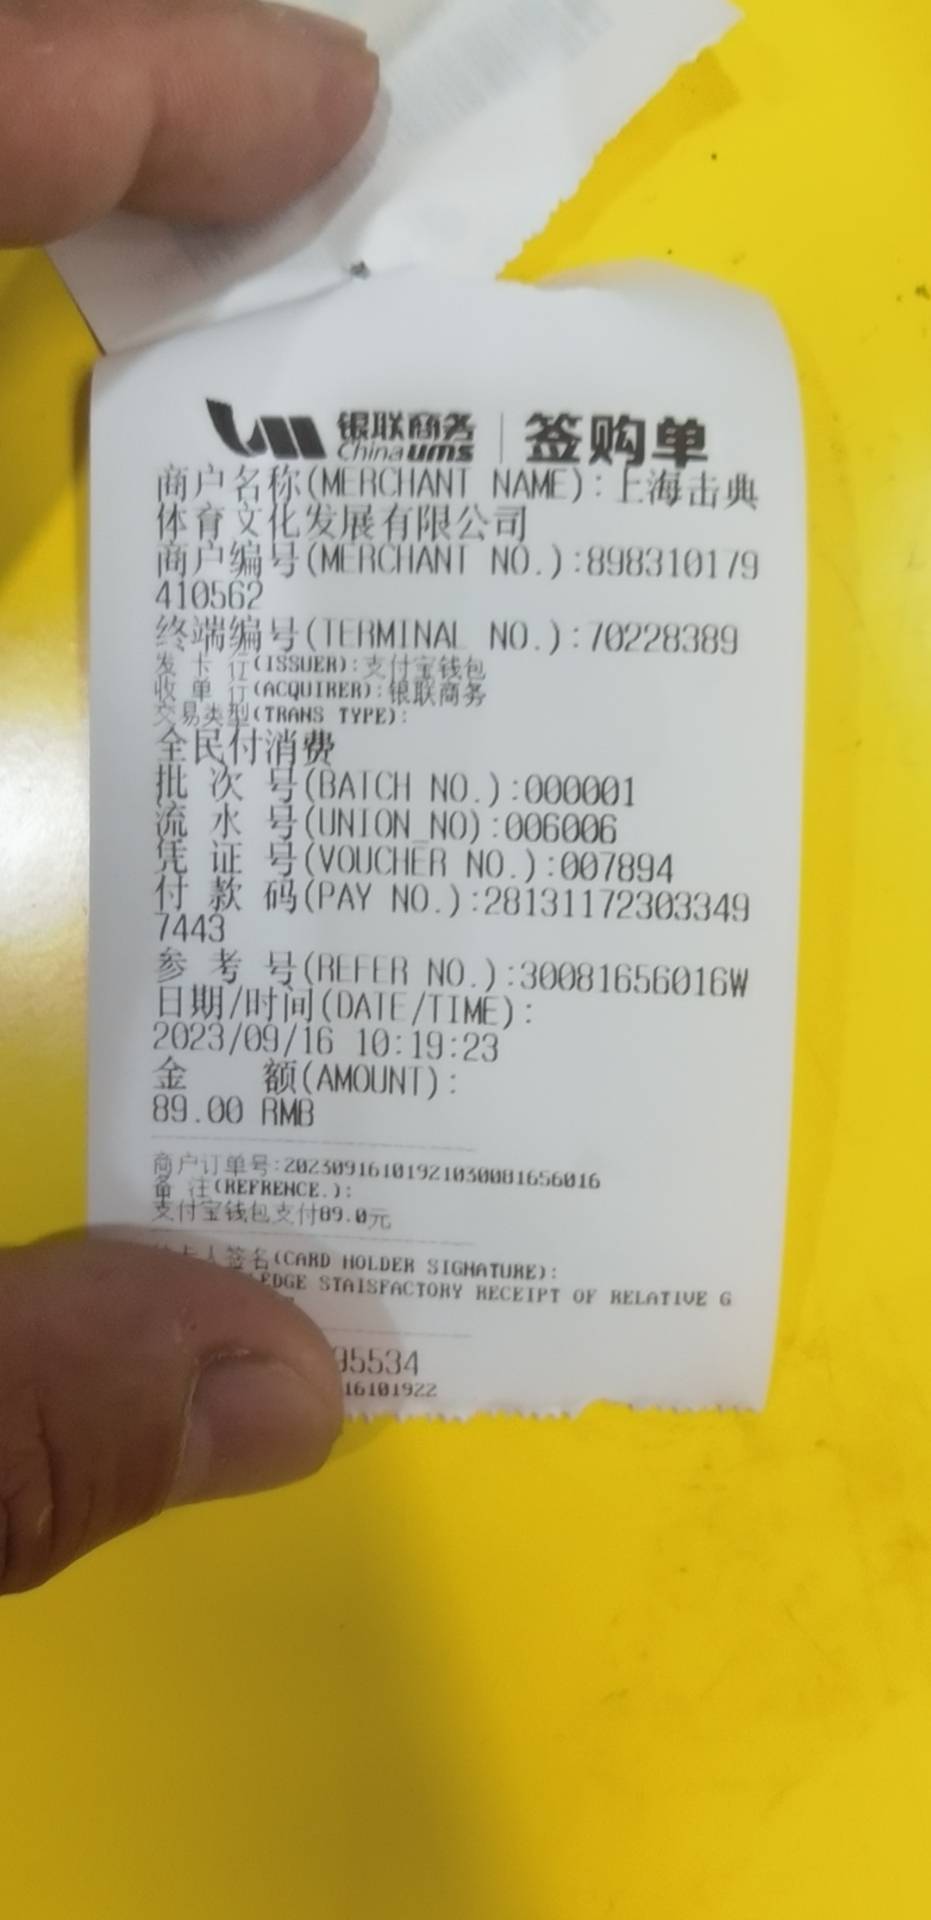 银联商务 签购单
China ums
商户名称(MERCHANT NAME):上海击典
体育文化发展有限公司
商户编号(MERCHANT NO.):898310179
410562
终端编号(TERMINAL NO.):70228389
发 卡 行(ISSUER):支付宝钱包
收 单 行(ACQUIRER):银联商务
交易类型(TRANS TYPE):
全民付消费
批 次 号(BATCH NO.):000001
流 水 号(UNION_NO):006006
凭 证 号(VOUCHER NO.):007894
付 款 码(PAY NO.):28131172303349
7443
参 考 号(REFER NO.):30081656016W
日期/时间(DATE/TIME):
2023/09/16 10:19:23
金 额(AMOUNT):
89.00 RMB
商户订单号:20230916101921030081656016
备 注(REFRENCE.):
支付宝钱包支付89.0元
卡人签名(CARD HOLDER SIGNATURE):
EDGE STAISFACTORY RECEIPT OF RELATIVE G
95534
16101922